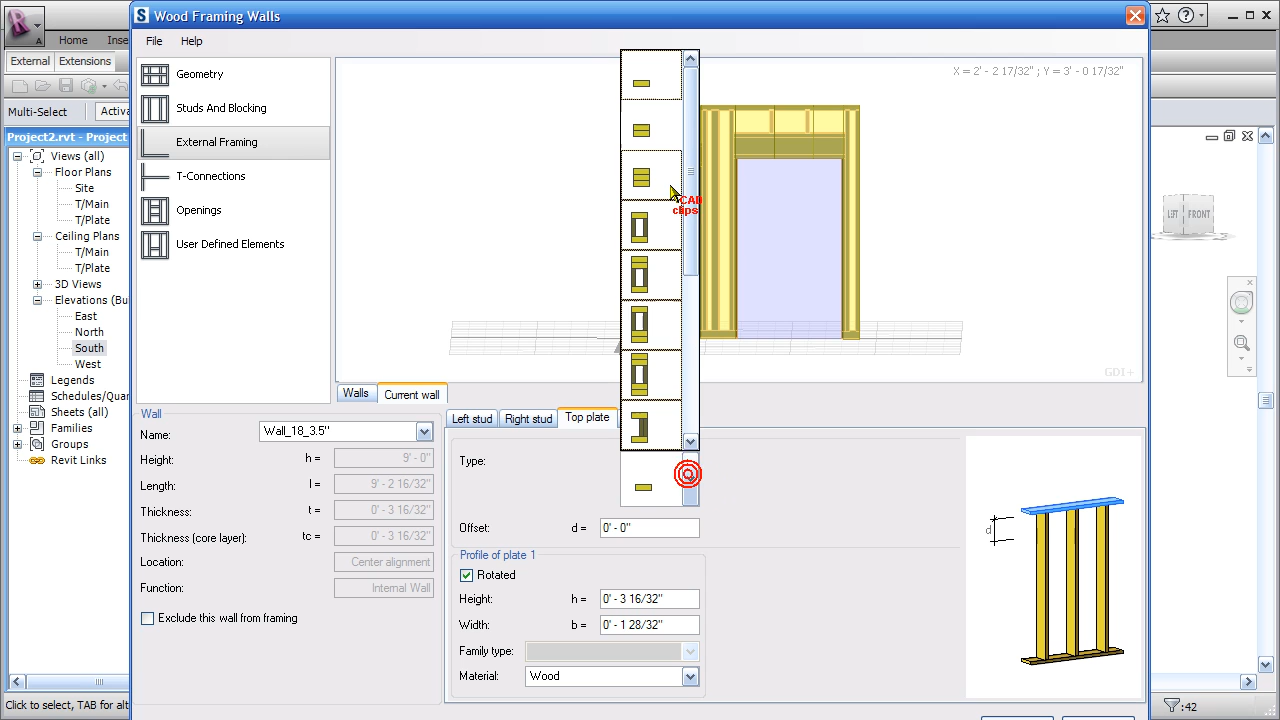 Wood Framing Walls
File Help
Home Inse
External Extensions
Multi-Select Activa
Project2.rvt - Project
Views (all)
Floor Plans
Site
T/Main
T/Plate
Ceiling Plans
T/Main
T/Plate
3D Views
Elevations (Bu
East
North
South
West
Legends
Schedules/Quan
Sheets (all)
Families
Groups
Revit Links
Click to select, TAB for alt
Geometry
Studs And Blocking
External Framing
T-Connections
Openings
User Defined Elements
X = 2' - 2 17/32" ; Y = 3' - 0 17/32"
CAD
clips
GDI+
LEFT FRONT
Walls Current wall
Wall
Name: Wall_18_3.5"
Height: h = 9' - 0"
Length: l = 9' - 2 16/32"
Thickness: t = 0' - 3 16/32"
Thickness (core layer): tc = 0' - 3 16/32"
Location: Center alignment
Function: Internal Wall
Exclude this wall from framing
Left stud Right stud Top plate
Type:
Offset: d = 0' - 0"
Profile of plate 1
Rotated
Height: h = 0' - 3 16/32"
Width: b = 0' - 1 28/32"
Family type:
Material: Wood
d
:42